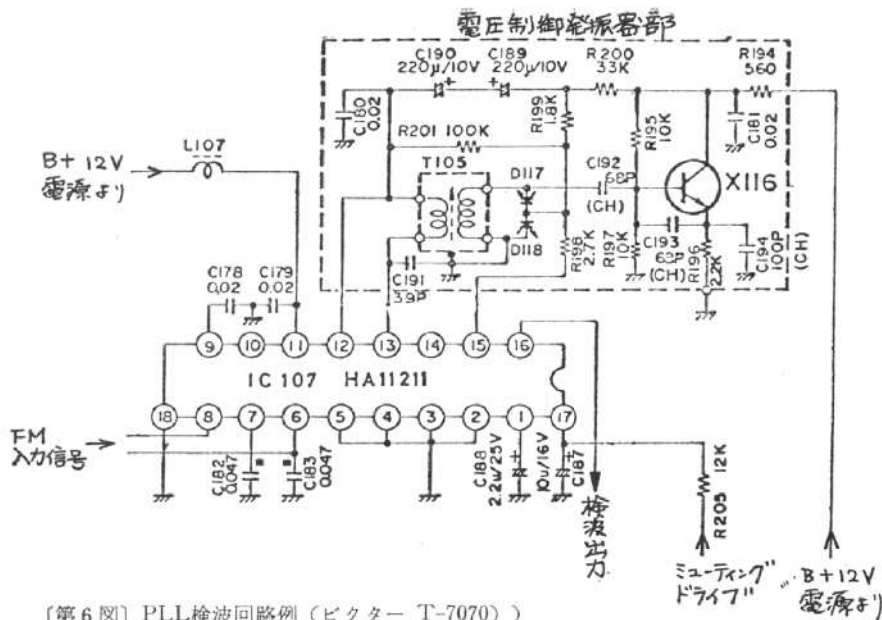 電圧制御発振器部
C190
220μ/10V
C189
220μ/10V
R200
33K
R194
560
C180
0.02
R199
1.8K
R195
10K
C181
0.02
L107
R201 100K
B+ 12V
電源より
T105
D117
C192
68P
(CH)
X116
D118
R198
2.7K
R197
10K
C193
68P
(CH)
R196
2.2K
C194
100P
(CH)
C191
39P
C178
0.02
C179
0.02
9 10 11 12 13 14 15 16
IC 107 HA11211
18 8 7 6 5 4 3 2 1 17
FM
入力信号
C182
0.047
C183
0.047
C188
2.2u/25V
10u/16V
C187
検波出力
R205 12K
ミューティング
ドライブ
B+12V
電源より
〔第6図〕 PLL検波回路例（ビクター T-7070））